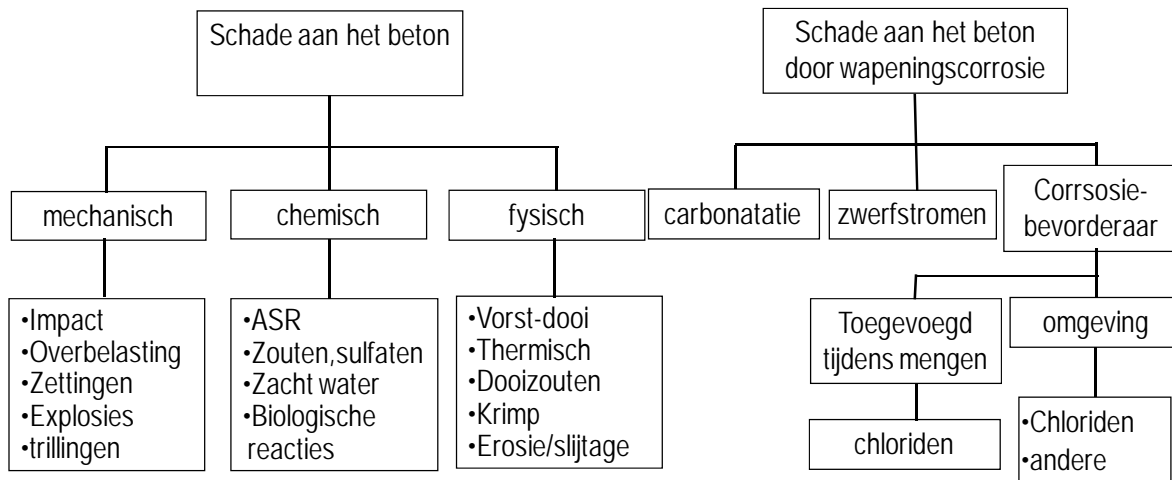 Schade aan het beton
Schade aan het beton
door wapeningscorrosie
mechanisch
chemisch
fysisch
carbonatatie
zwerfstromen
Corrsosie-
bevorderaar
•Impact
•Overbelasting
•Zettingen
•Explosies
•trillingen
•ASR
•Zouten,sulfaten
•Zacht water
•Biologische
reacties
•Vorst-dooi
•Thermisch
•Dooizouten
•Krimp
•Erosie/slijtage
Toegevoegd
tijdens mengen
omgeving
chloriden
•Chloriden
•andere